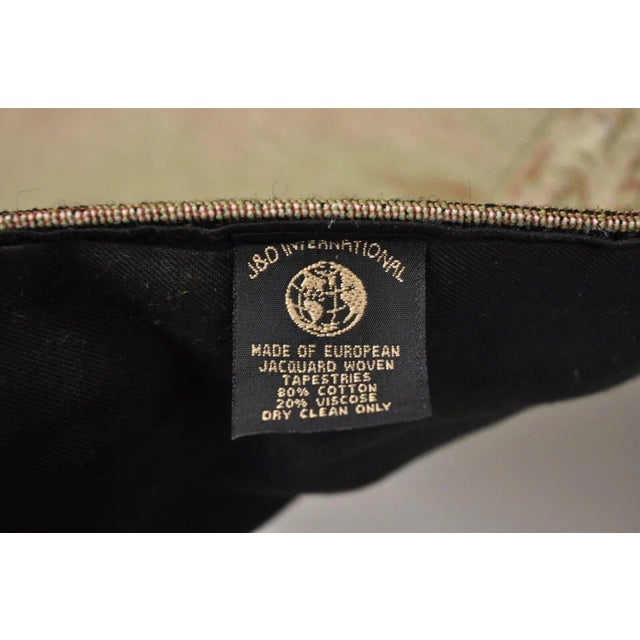 J&D INTERNATIONAL
MADE OF EUROPEAN
JACQUARD WOVEN
TAPESTRIES
80% COTTON
20% VISCOSE
DRY CLEAN ONLY